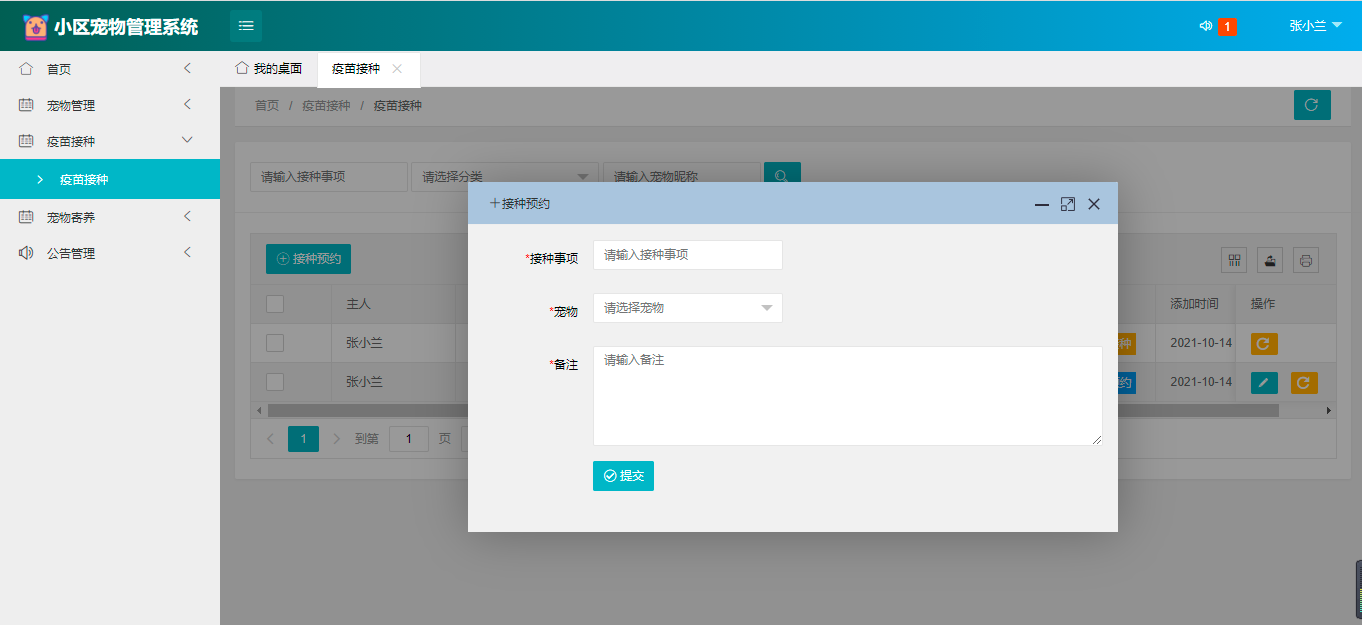 小区宠物管理系统
1
张小兰
首页
宠物管理
疫苗接种
疫苗接种
宠物寄养
公告管理
我的桌面
疫苗接种
首页 / 疫苗接种 / 疫苗接种
请输入接种事项
请选择分类
请输入宠物昵称
接种预约
主人
添加时间
操作
张小兰
种
2021-10-14
张小兰
约
2021-10-14
1
到第
1
页
接种预约
*接种事项
请输入接种事项
*宠物
请选择宠物
*备注
请输入备注
提交